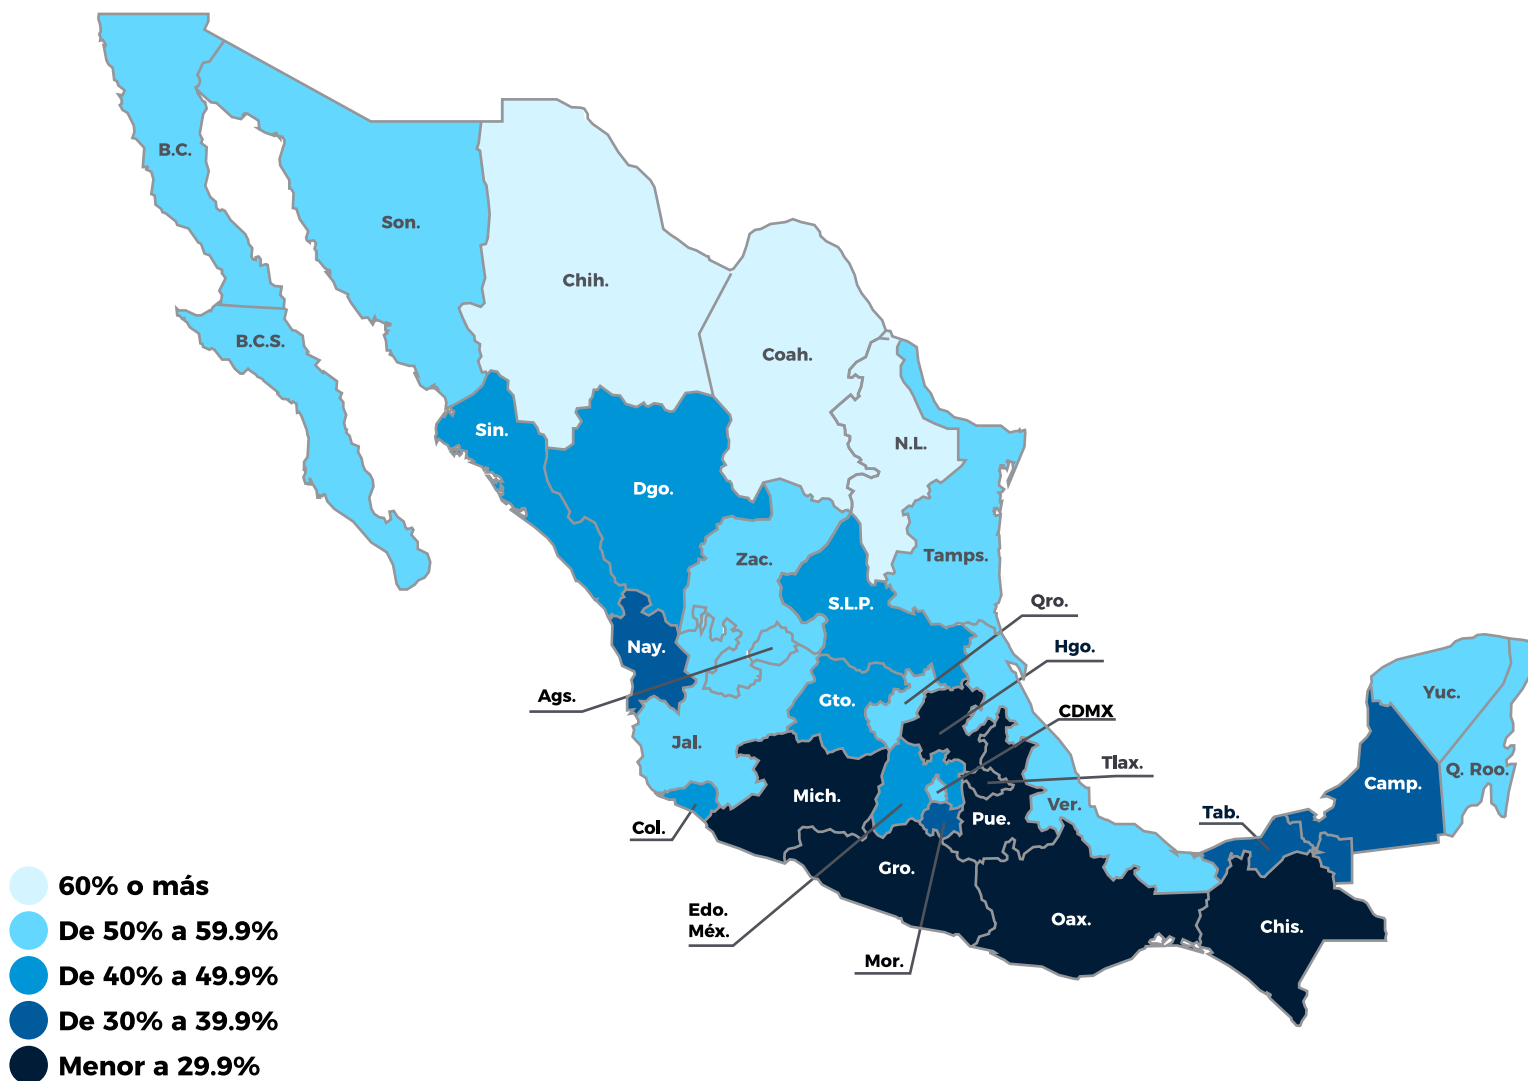 B.C.
Son.
Chih.
B.C.S.
Coah.
Sin.
N.L.
Dgo.
Zac.
Tamps.
S.L.P.
Qro.
Nay.
Hgo.
Ags.
Gto.
Yuc.
CDMX
Jal.
Tlax.
Q. Roo.
Camp.
Mich.
Ver.
Tab.
Pue.
Col.
Gro.
60% o más
Edo.
Méx.
Oax.
Chis.
De 50% a 59.9%
Mor.
De 40% a 49.9%
De 30% a 39.9%
Menor a 29.9%